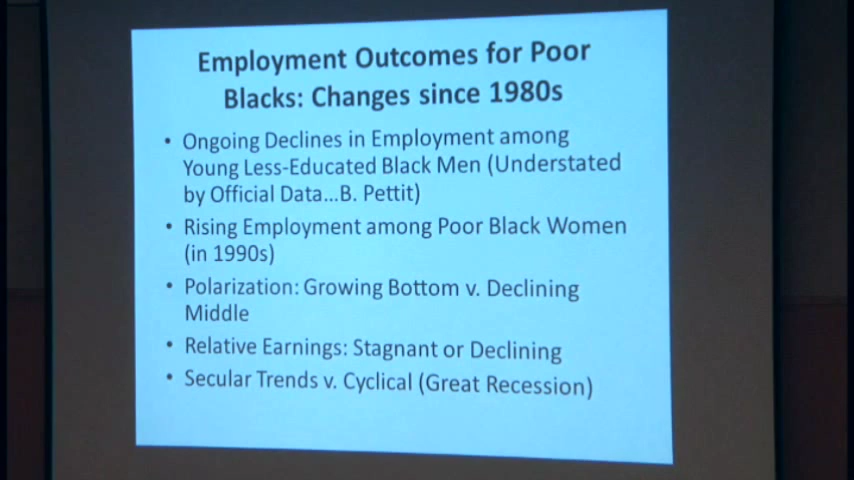 Employment Outcomes for Poor
Blacks: Changes since 1980s
• Ongoing Declines in Employment among
Young Less-Educated Black Men (Understated
by Official Data...B. Pettit)
• Rising Employment among Poor Black Women
(in 1990s)
• Polarization: Growing Bottom v. Declining
Middle
• Relative Earnings: Stagnant or Declining
• Secular Trends v. Cyclical (Great Recession)